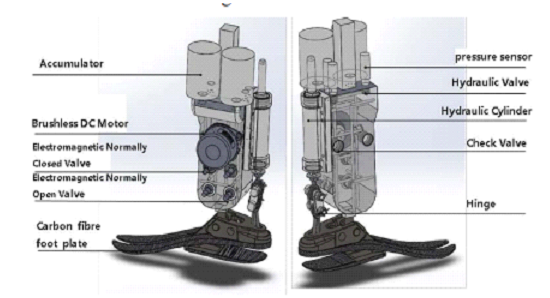 Accumulator
Brushless DC Motor
Electromagnetic Normally
Closed Valve
Electromagnetic Normally
Open Valve
Carbon fibre
foot plate
pressure sensor
Hydraulic Valve
Hydraulic Cylinder
Check Valve
Hinge